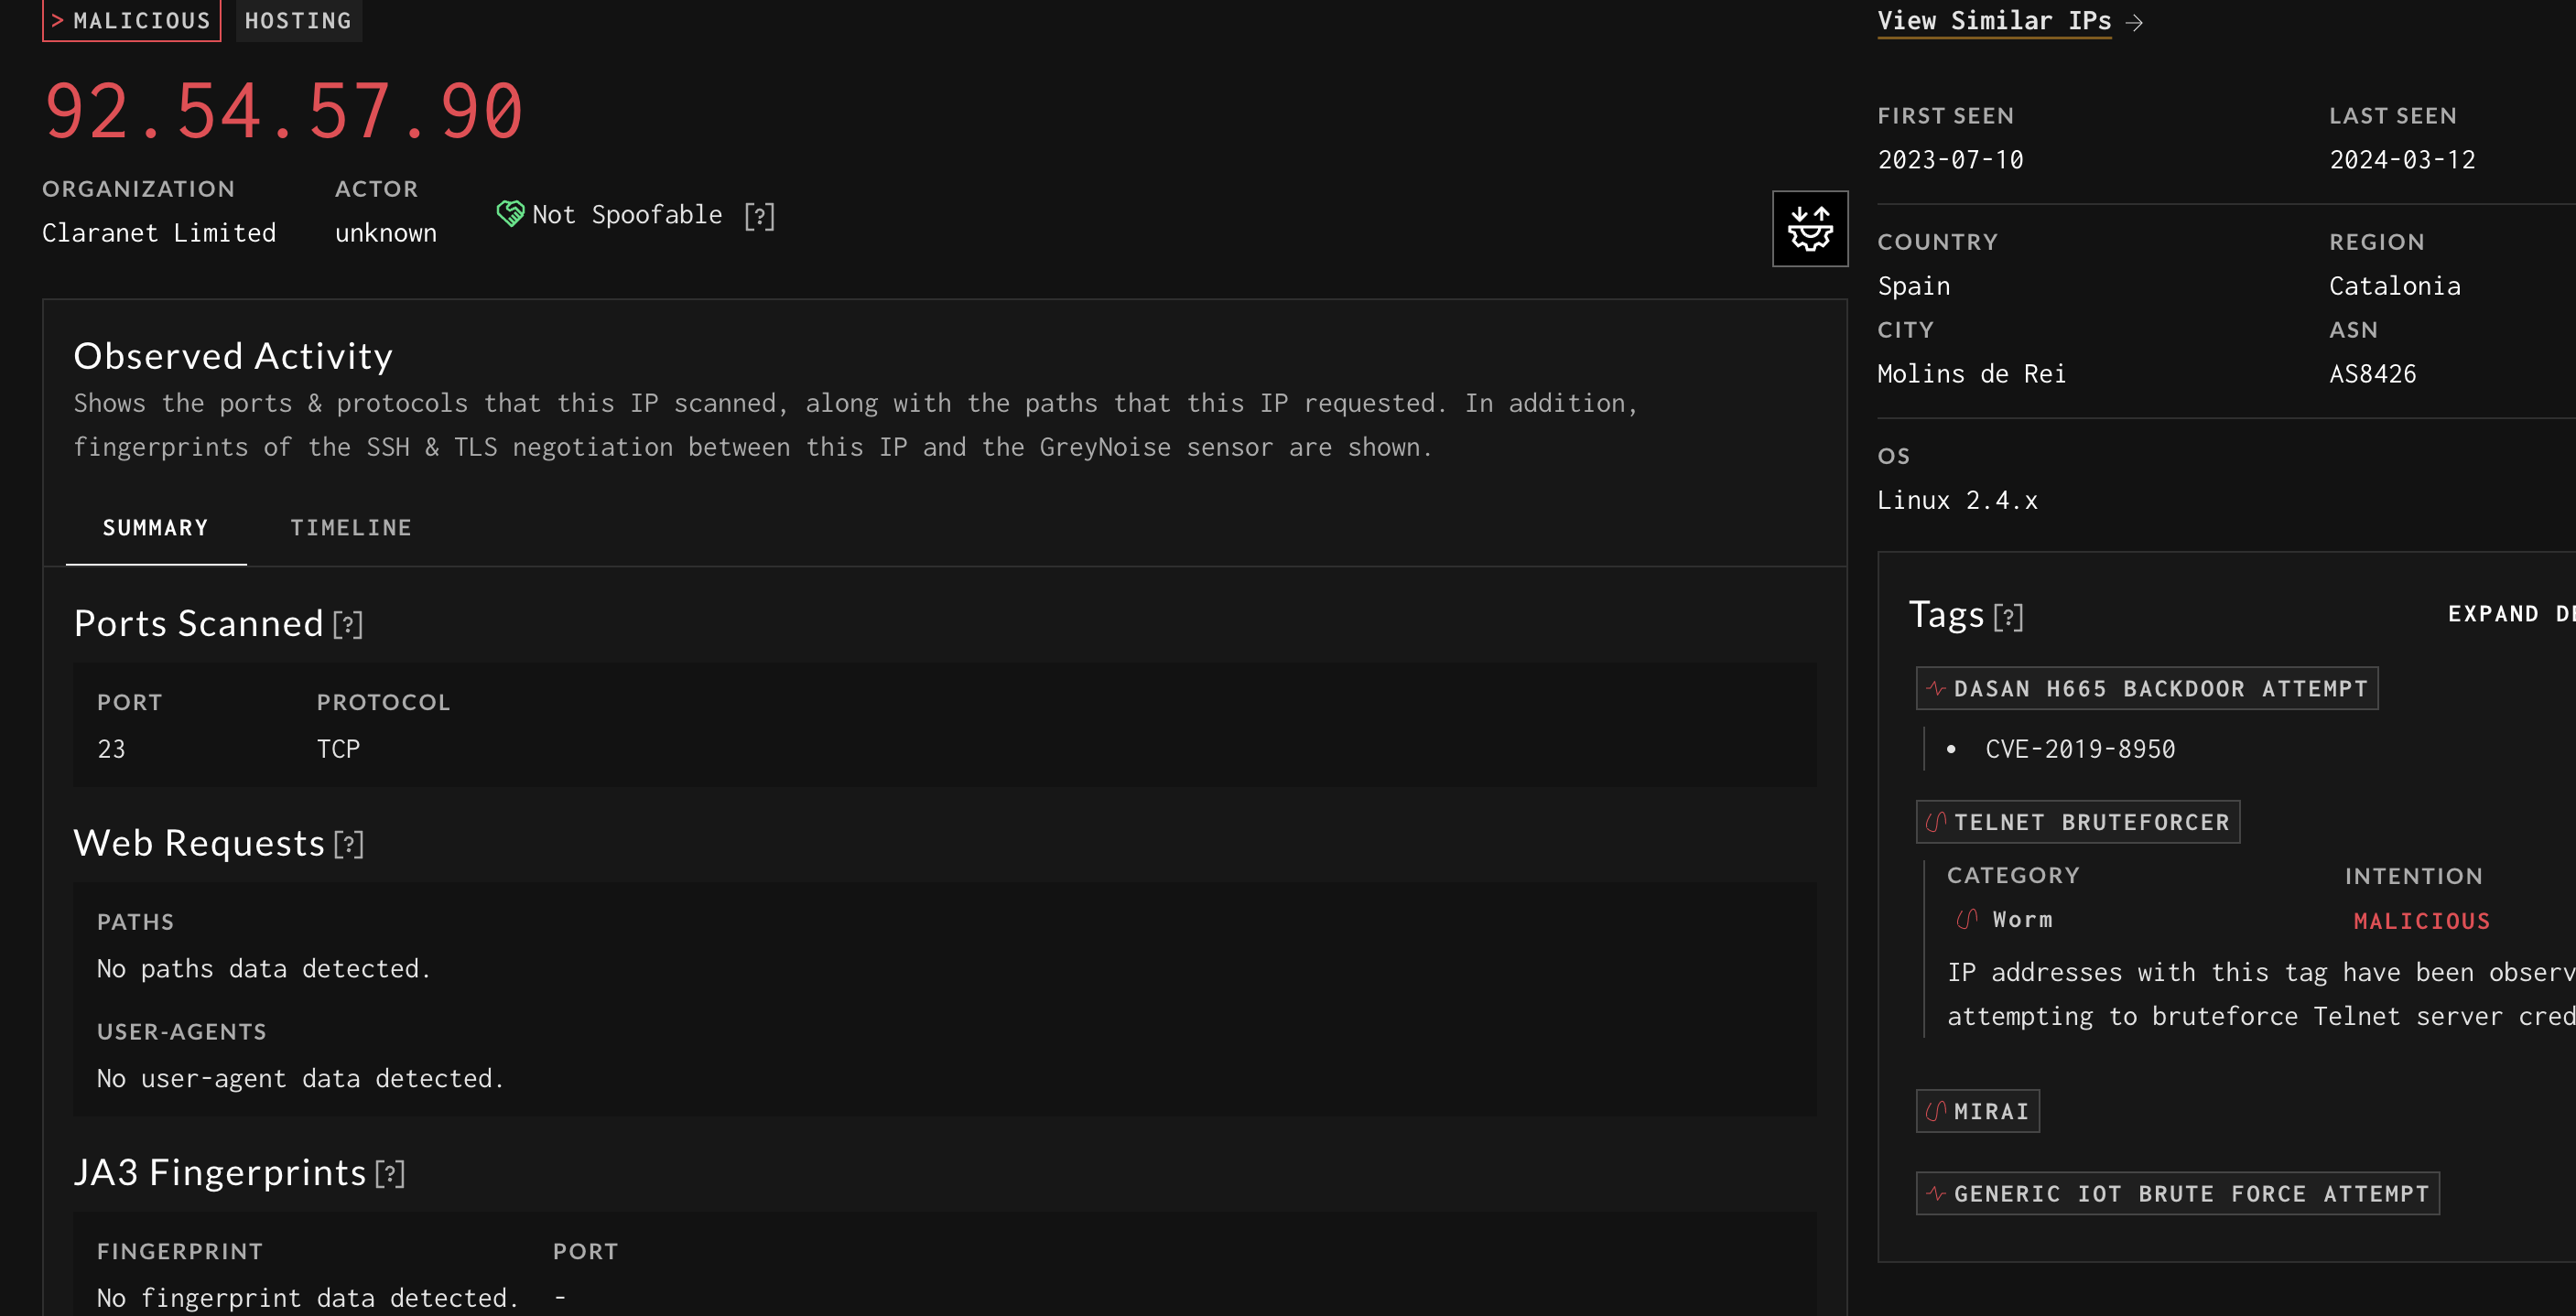 > MALICIOUS HOSTING
92.54.57.90
ORGANIZATION ACTOR
Claranet Limited unknown
Not Spoofable [?]
Observed Activity
Shows the ports & protocols that this IP scanned, along with the paths that this IP requested. In addition,
fingerprints of the SSH & TLS negotiation between this IP and the GreyNoise sensor are shown.
SUMMARY TIMELINE
Ports Scanned [?]
PORT PROTOCOL
23 TCP
Web Requests [?]
PATHS
No paths data detected.
USER-AGENTS
No user-agent data detected.
JA3 Fingerprints [?]
FINGERPRINT PORT
No fingerprint data detected. -
View Similar IPs →
FIRST SEEN LAST SEEN
2023-07-10 2024-03-12
COUNTRY REGION
Spain Catalonia
CITY ASN
Molins de Rei AS8426
OS
Linux 2.4.x
Tags [?] EXPAND
DASAN H665 BACKDOOR ATTEMPT
• CVE-2019-8950
TELNET BRUTEFORCER
CATEGORY INTENTION
Worm MALICIOUS
IP addresses with this tag have been
attempting to bruteforce Telnet server
MIRAI
GENERIC IOT BRUTE FORCE ATTEMPT